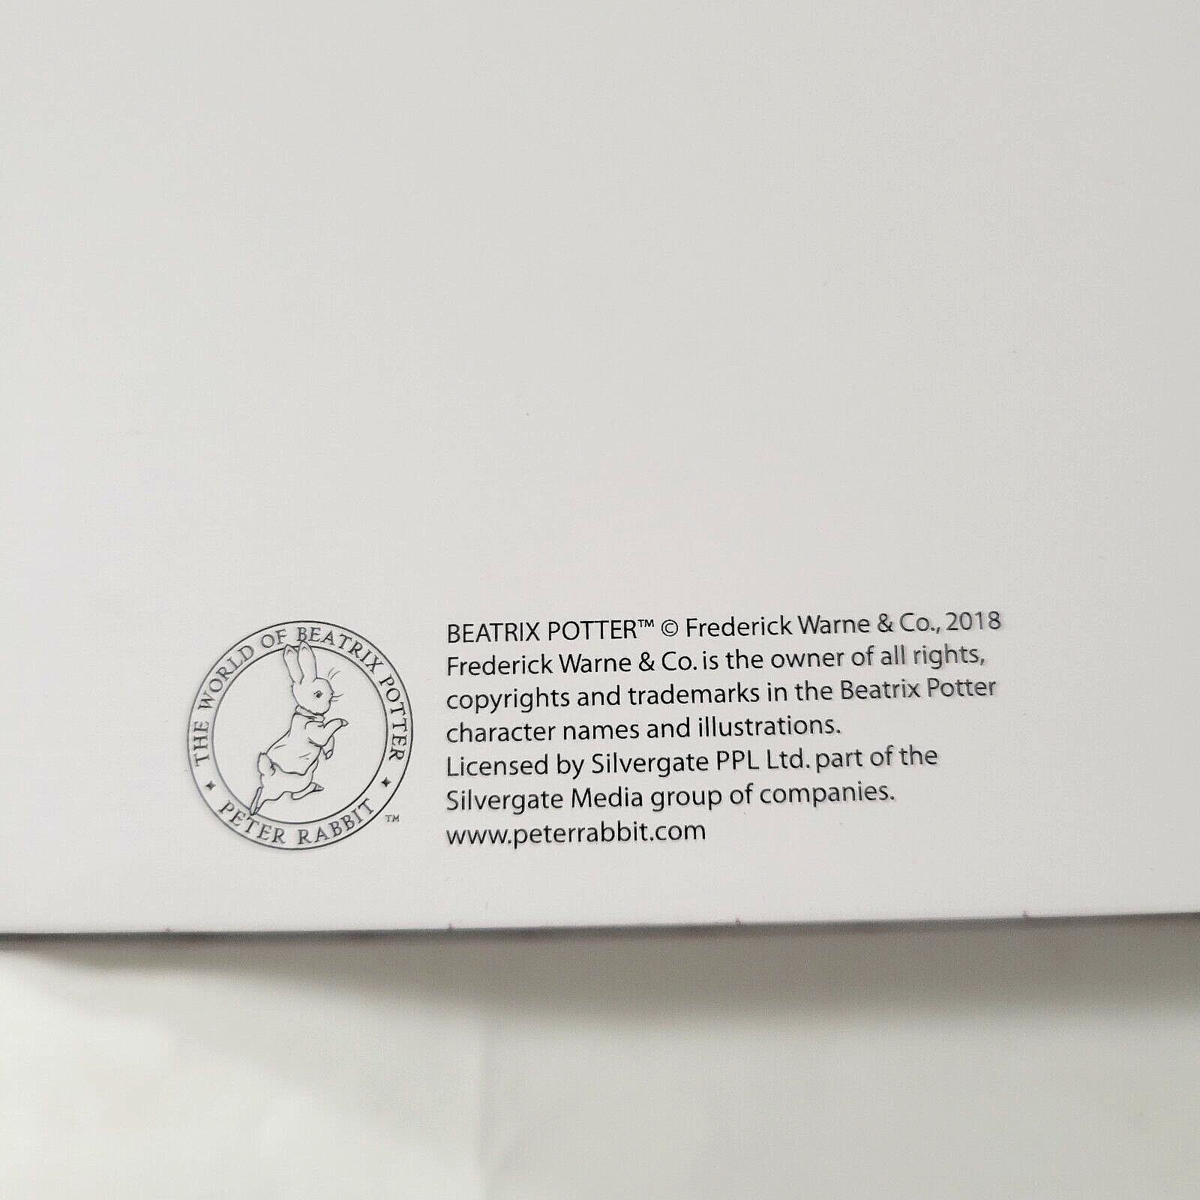 THE WORLD OF BEATRIX POTTER
PETER RABBIT
TM
BEATRIX POTTER™ © Frederick Warne & Co., 2018
Frederick Warne & Co. is the owner of all rights,
copyrights and trademarks in the Beatrix Potter
character names and illustrations.
Licensed by Silvergate PPL Ltd. part of the
Silvergate Media group of companies.
www.peterrabbit.com